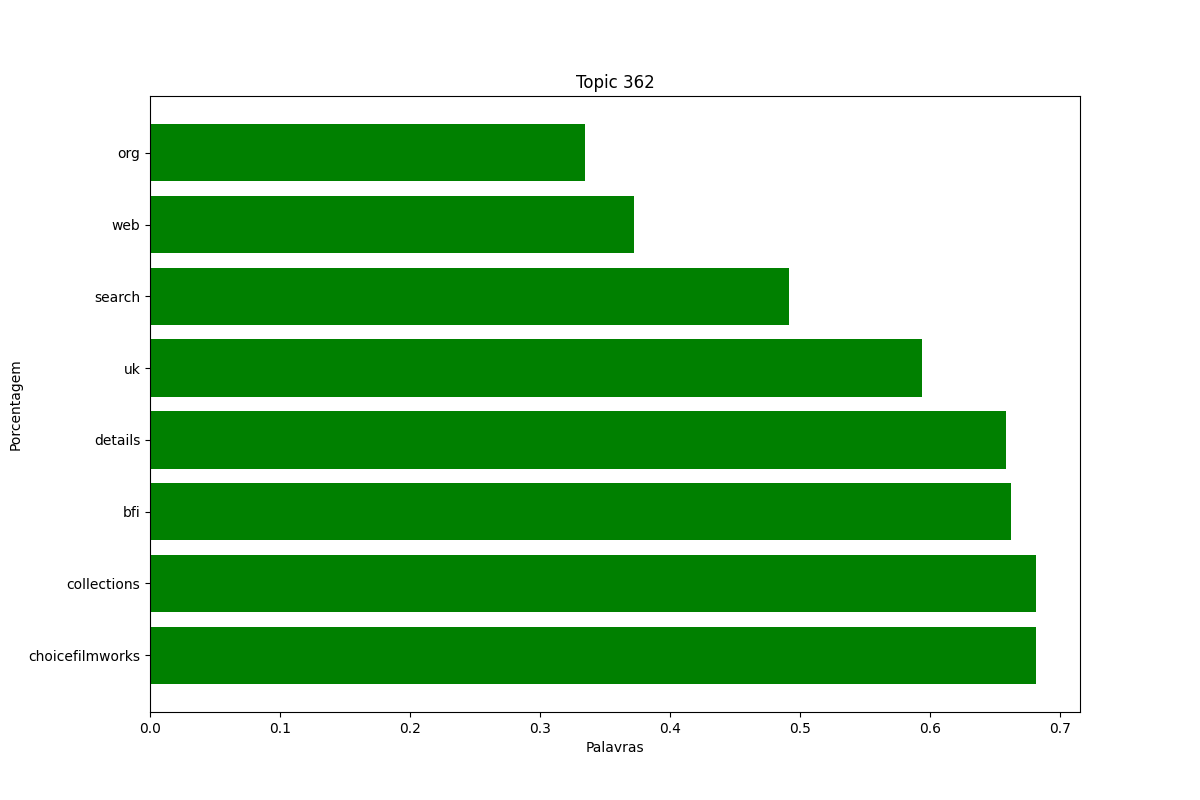 Topic 362
org
web
search
uk
details
bfi
collections
choicefilmworks
Porcentagem
0.0 0.1 0.2 0.3 0.4 0.5 0.6 0.7
Palavras